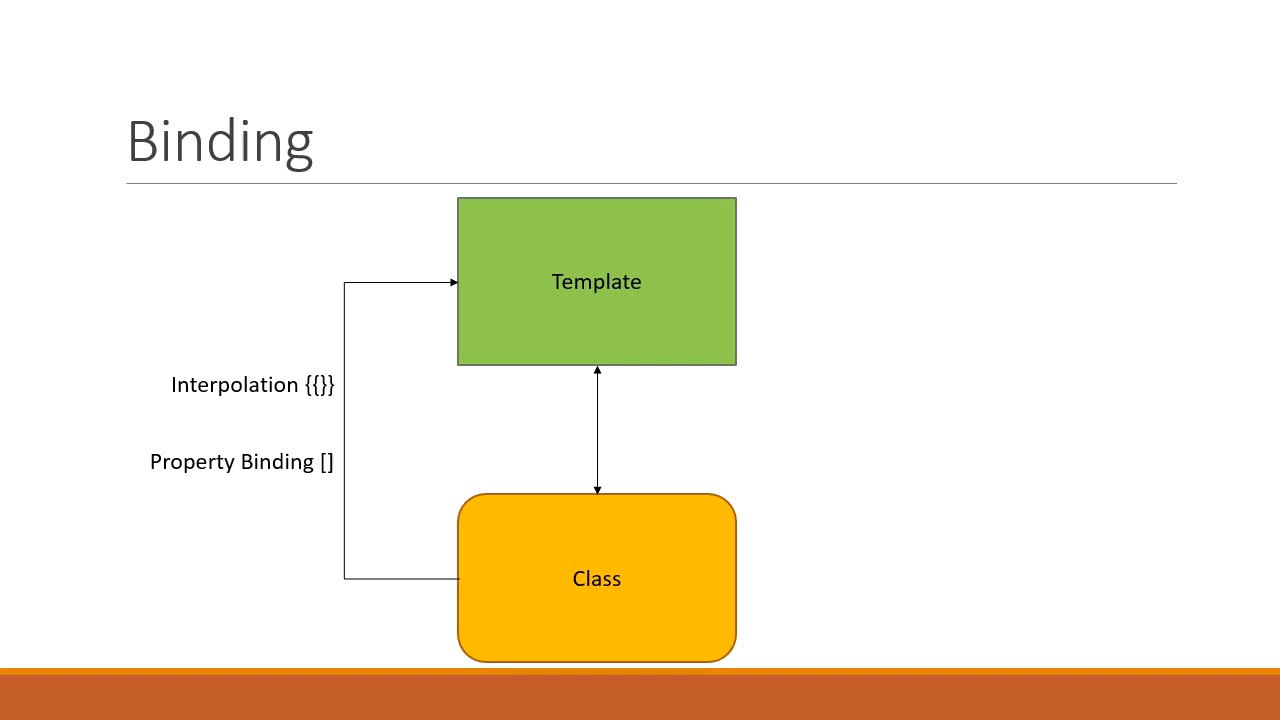 Binding
Template
Interpolation {{}}
Property Binding []
Class